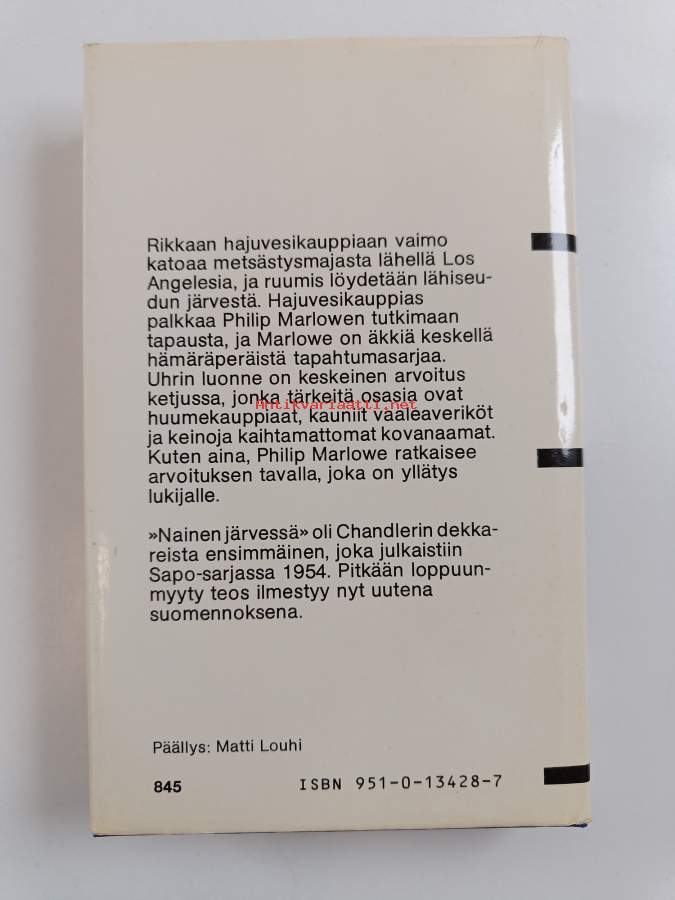 Rikkaan hajuvesikauppiaan vaimo
katoaa metsästysmajasta lähellä Los
Angelesia, ja ruumis löydetään lähiseu-
dun järvestä. Hajuvesikauppias
palkkaa Philip Marlowen tutkimaan
tapausta, ja Marlowe on äkkiä keskellä
hämäräperäistä tapahtumasarjaa.
Uhrin luonne on keskeinen arvoitus
ketjussa, jonka tärkeitä osasia ovat
Antikvariaatti.net
huumekauppiaat, kauniit vaaleaveriköt
ja keinoja kaihtamattomat kovanaamat.
Kuten aina, Philip Marlowe ratkaisee
arvoituksen tavalla, joka on yllätys
lukijalle.
»Nainen järvessä» oli Chandlerin dekka-
reista ensimmäinen, joka julkaistiin
Sapo-sarjassa 1954. Pitkään loppuun-
myyty teos ilmestyy nyt uutena
suomennoksena.
Päällys: Matti Louhi
845 ISBN 951-0-13428-7